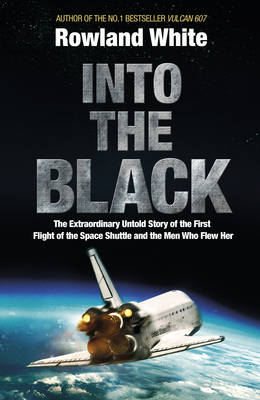 AUTHOR OF THE NO.1 BESTSELLER VULCAN 607
Rowland White
INTO
THE
BLACK
The Extraordinary Untold Story of the First
Flight of the Space Shuttle and the Men Who Flew Her